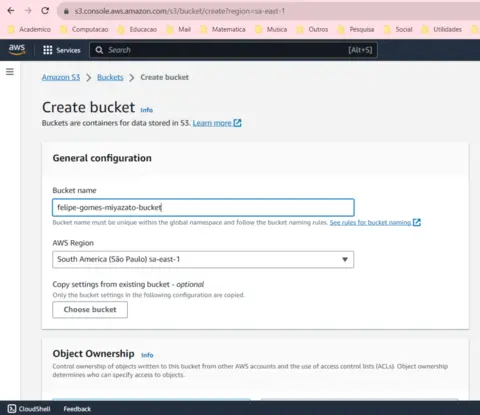 s3.console.aws.amazon.com/s3/bucket/create?region=sa-east-1
Academico Computacao Educacao Mail Matematica Musica Outros Pesquisa Social Utilidades
aws Services Search [Alt+S]
Amazon S3 > Buckets > Create bucket
Create bucket Info
Buckets are containers for data stored in S3. Learn more
General configuration
Bucket name
felipe-gomes-miyazato-bucket
Bucket name must be unique within the global namespace and follow the bucket naming rules. See rules for bucket naming
AWS Region
South America (São Paulo) sa-east-1
Copy settings from existing bucket - optional
Only the bucket settings in the following configuration are copied.
Choose bucket
Object Ownership Info
Control ownership of objects written to this bucket from other AWS accounts and the use of access control lists (ACLs). Object ownership
determines who can specify access to objects.
CloudShell Feedback